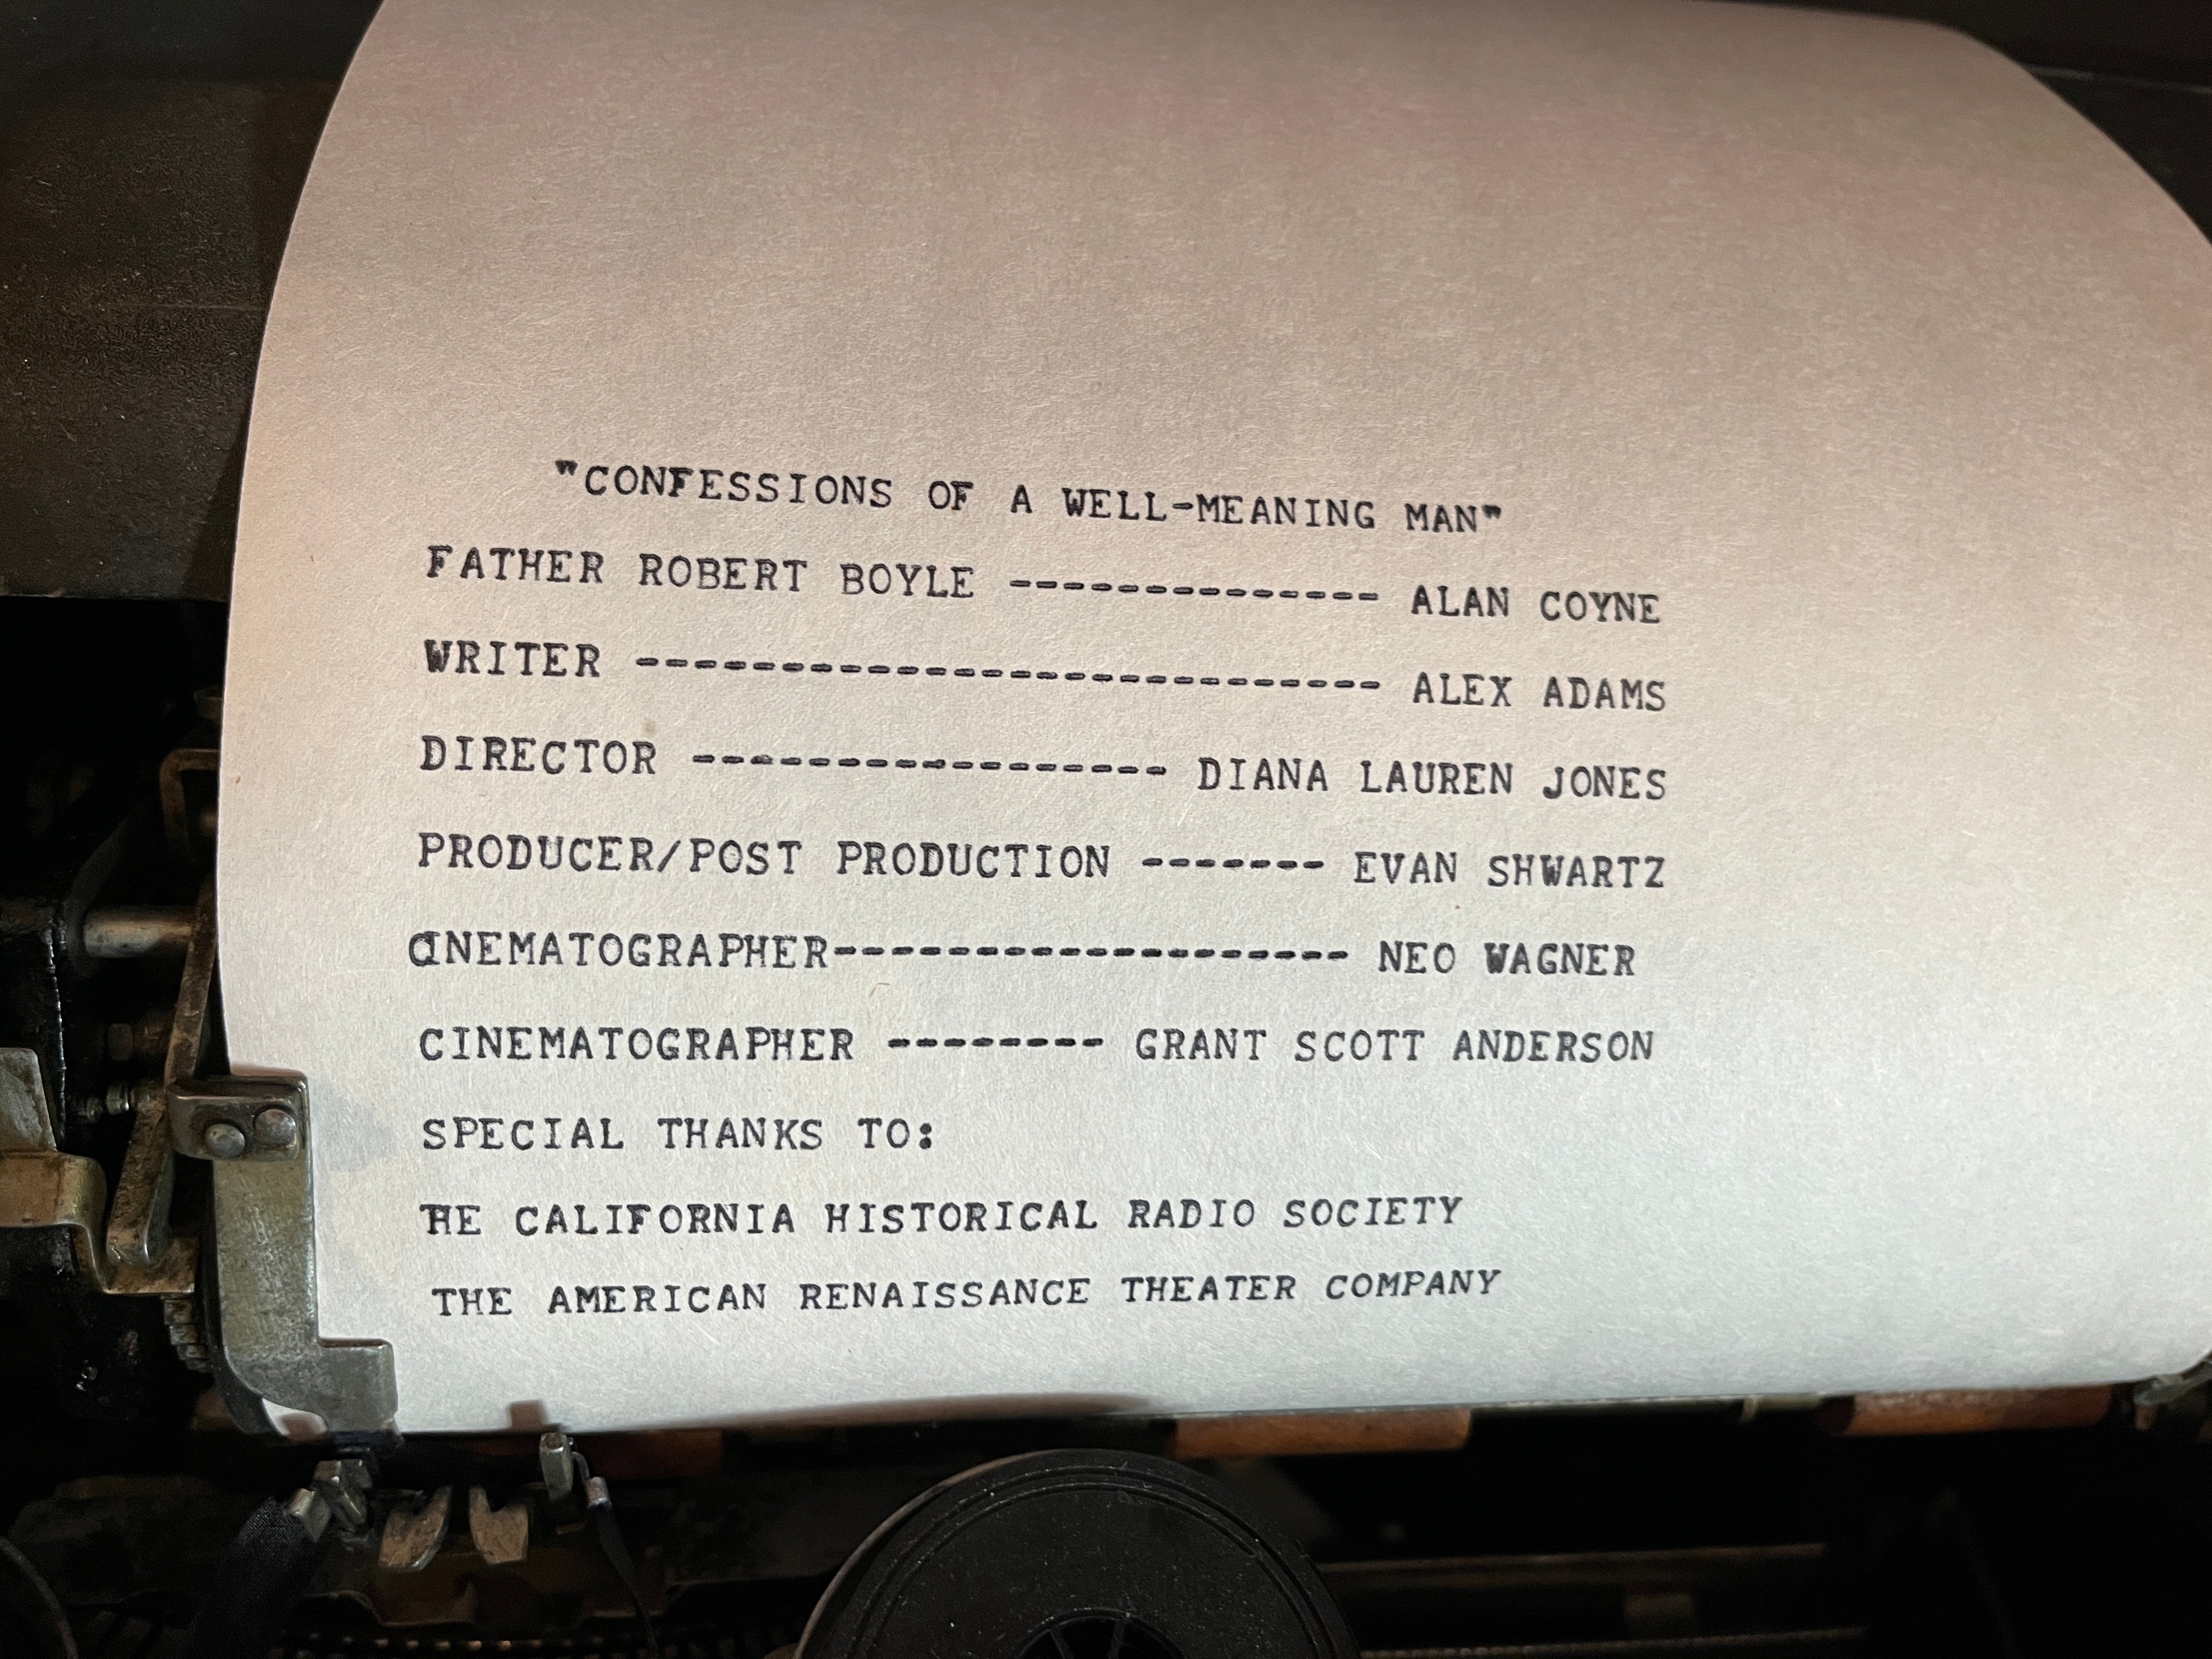 "CONFESSIONS OF A WELL-MEANING MAN"
FATHER ROBERT BOYLE -------------- ALAN COYNE
WRITER -------------------------- ALEX ADAMS
DIRECTOR ----------------- DIANA LAUREN JONES
PRODUCER/POST PRODUCTION ------- EVAN SHWARTZ
CINEMATOGRAPHER------------------- NEO WAGNER
CINEMATOGRAPHER -------- GRANT SCOTT ANDERSON
SPECIAL THANKS TO:
THE CALIFORNIA HISTORICAL RADIO SOCIETY
THE AMERICAN RENAISSANCE THEATER COMPANY